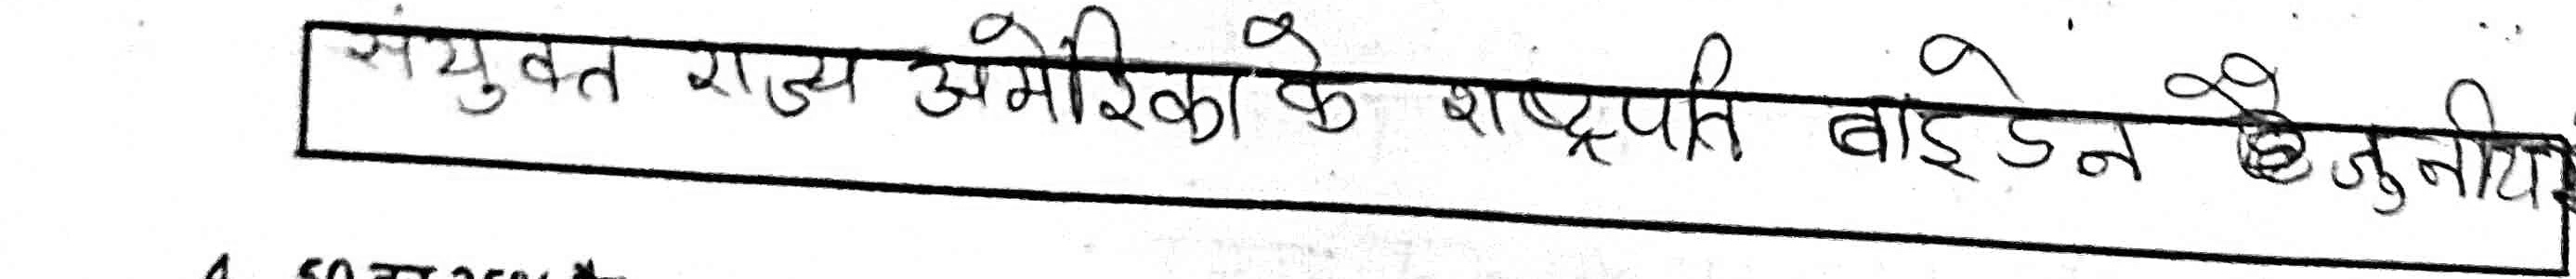 संयुक्त राज्य अमेरिका के राष्ट्रपति बाइडेन है जुनीयर